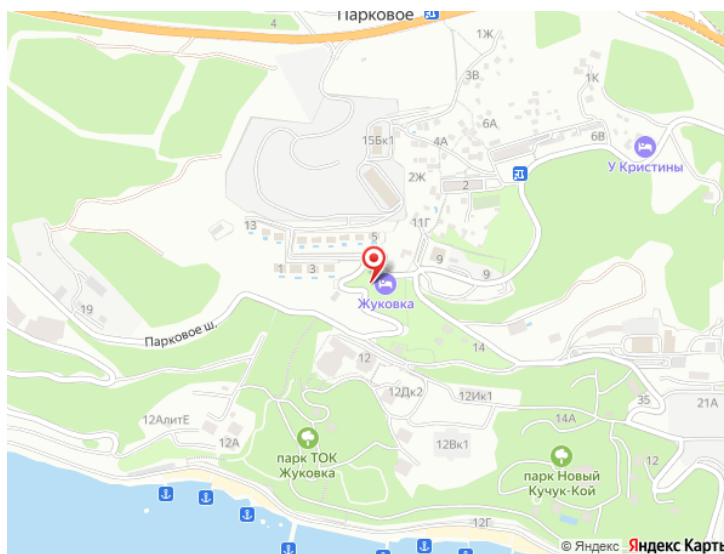 4
Парковое
1Ж
3В
1К
15Бк1
6А
4А
6В
У Кристины
2Ж
2
11Г
13
5
9
1
3
9
Жуковка
19
Парковое ш.
12
14
12Дк2
12Ик1
35
21А
12АлитЕ
14А
12А
12Вк1
парк ТОК
Жуковка
парк Новый
Кучук-Кой
12
12Г
© Яндекс Яндекс Карты